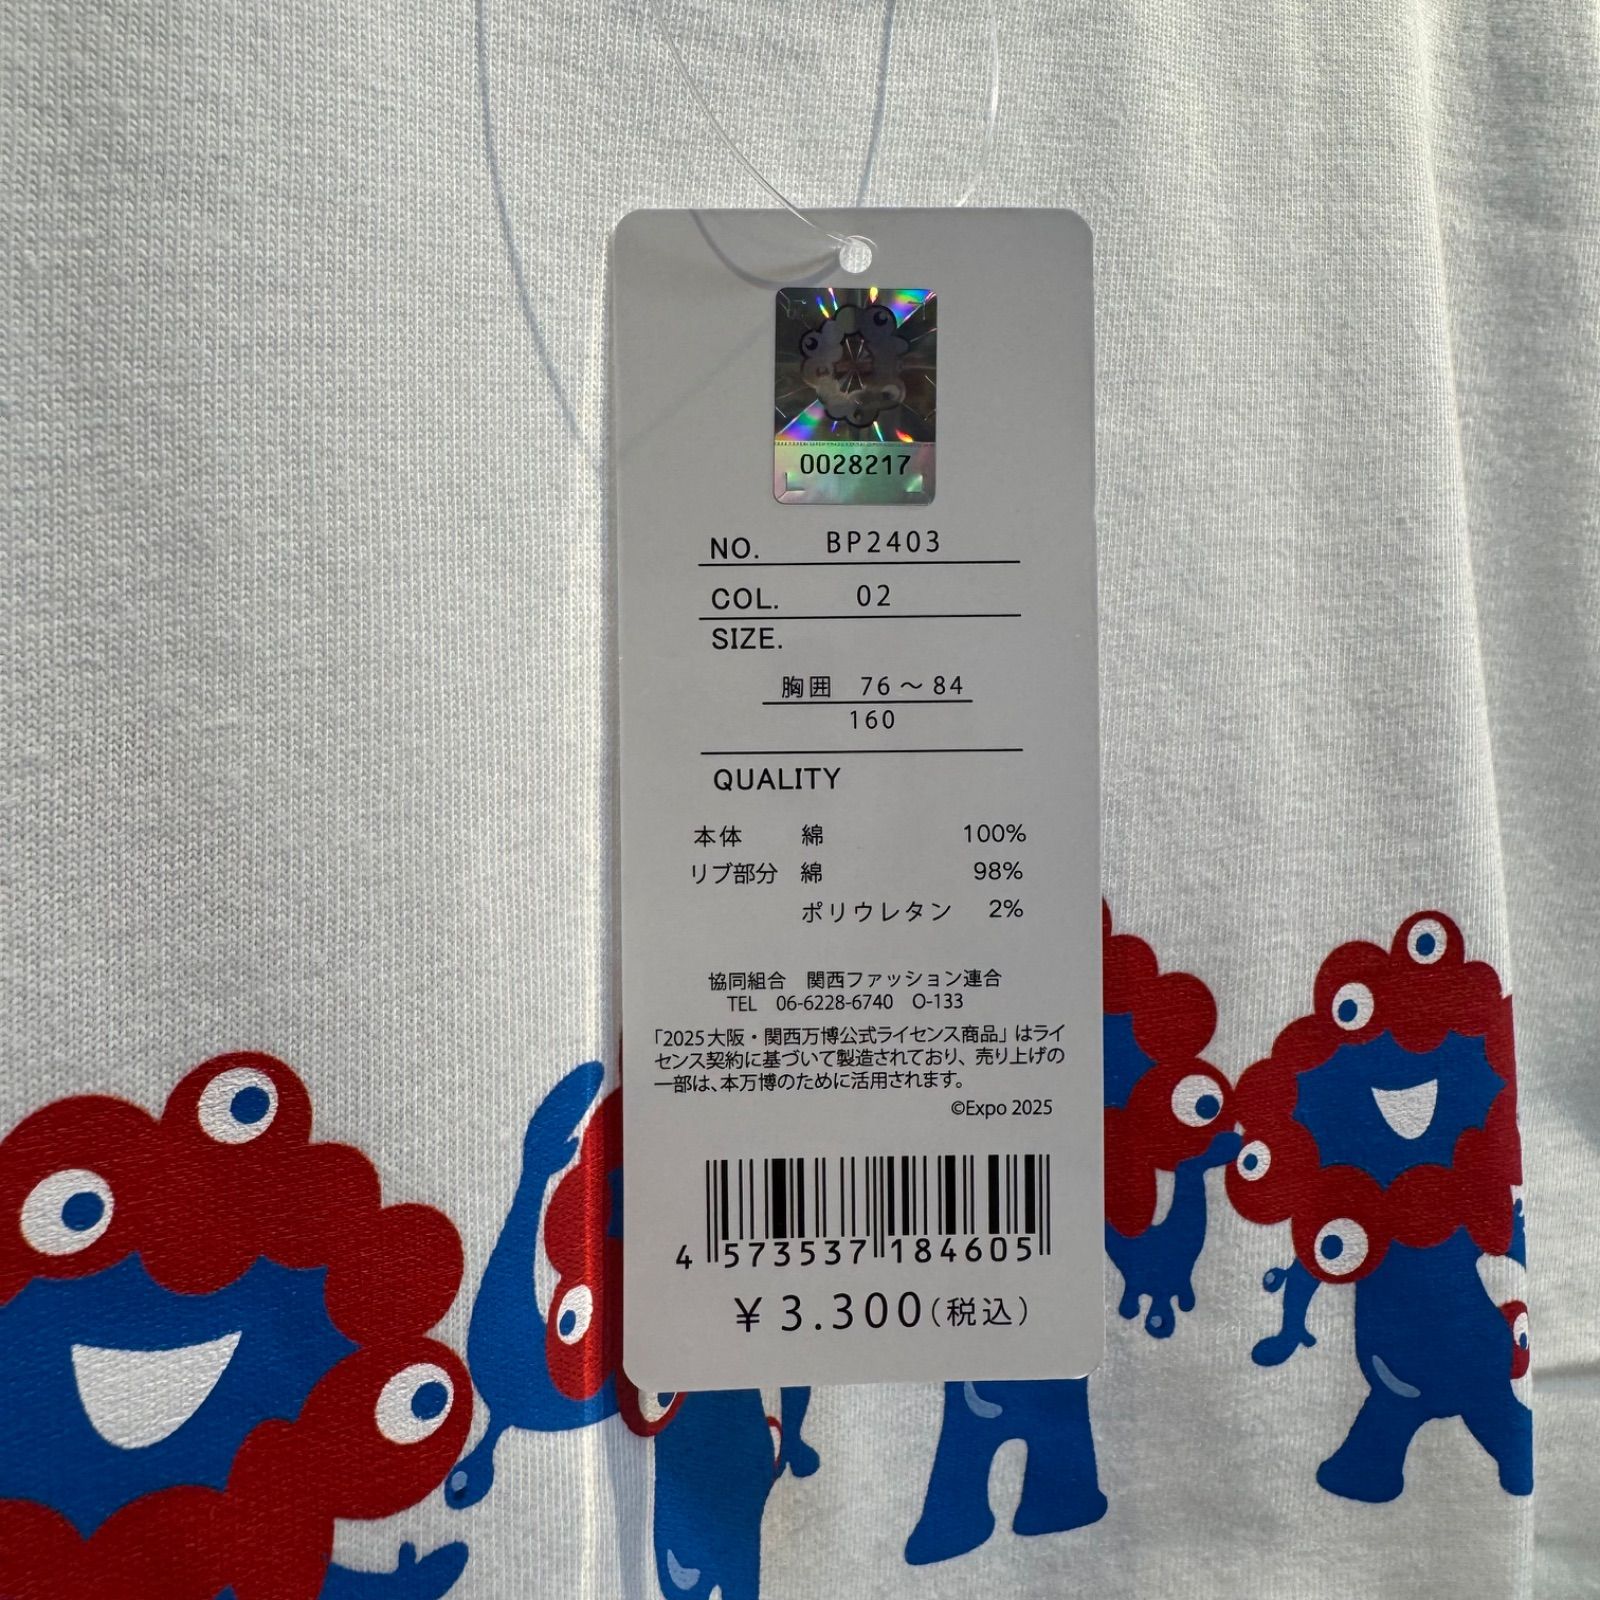 0028217
NO. BP2403
COL. 02
SIZE.
胸囲 76～84
160
QUALITY
本体 綿 100%
リブ部分 綿 98%
ポリウレタン 2%
協同組合 関西ファッション連合
TEL 06-6228-6740 O-133
「2025大阪・関西万博公式ライセンス商品」はライ
センス契約に基づいて製造されており、売り上げの
一部は、本万博のために活用されます。
©Expo 2025
4 573537 184605
¥ 3.300(税込)